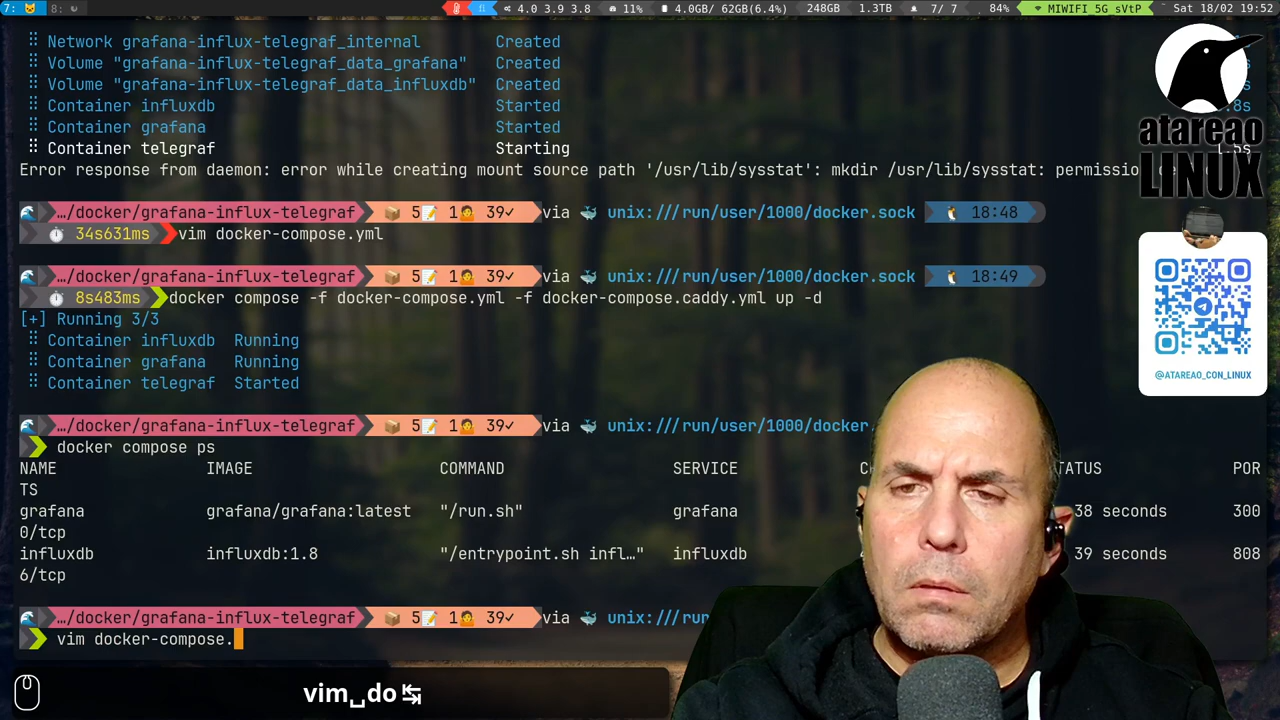 7: 8: 4.0 3.9 3.8 11% 4.0GB/ 62GB(6.4%) 248GB 1.3TB 7/ 7 84% MIWIFI 5G sVtP Sat 18/02 19:52
Network grafana-influx-telegraf_internal Created
Volume "grafana-influx-telegraf_data_grafana" Created
Volume "grafana-influx-telegraf_data_influxdb" Created
Container influxdb Started
Container grafana Started
Container telegraf Starting
Error response from daemon: error while creating mount source path '/usr/lib/sysstat': mkdir /usr/lib/sysstat:
atareao
LINUX
…/docker/grafana-influx-telegraf 5 1 39✓ via unix:///run/user/1000/docker.sock 18:48
34s631ms vim docker-compose.yml
…/docker/grafana-influx-telegraf 5 1 39✓ via unix:///run/user/1000/docker.sock 18:49
8s483ms docker compose -f docker-compose.yml -f docker-compose.caddy.yml up -d
[+] Running 3/3
Container influxdb Running
Container grafana Running
Container telegraf Started
@ATAREAO_CON_LINUX
…/docker/grafana-influx-telegraf 5 1 39✓ via unix:///run/user/1000/docker.
docker compose ps
NAME IMAGE COMMAND SERVICE POR
TS
grafana grafana/grafana:latest "/run.sh" grafana 38 seconds 300
0/tcp
influxdb influxdb:1.8 "/entrypoint.sh infl…" influxdb 39 seconds 808
6/tcp
…/docker/grafana-influx-telegraf 5 1 39✓ via unix:///run
vim docker-compose.
vim␣do↹